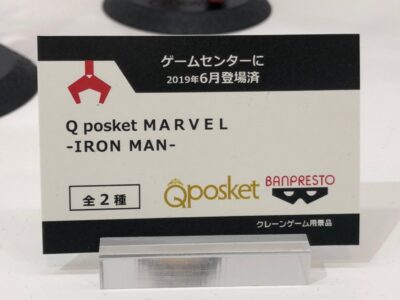 ゲームセンターに
2019年6月登場済
Q posket MARVEL
-IRON MAN-
全2種
Qposket
BANPRESTO
クレーンゲーム用景品